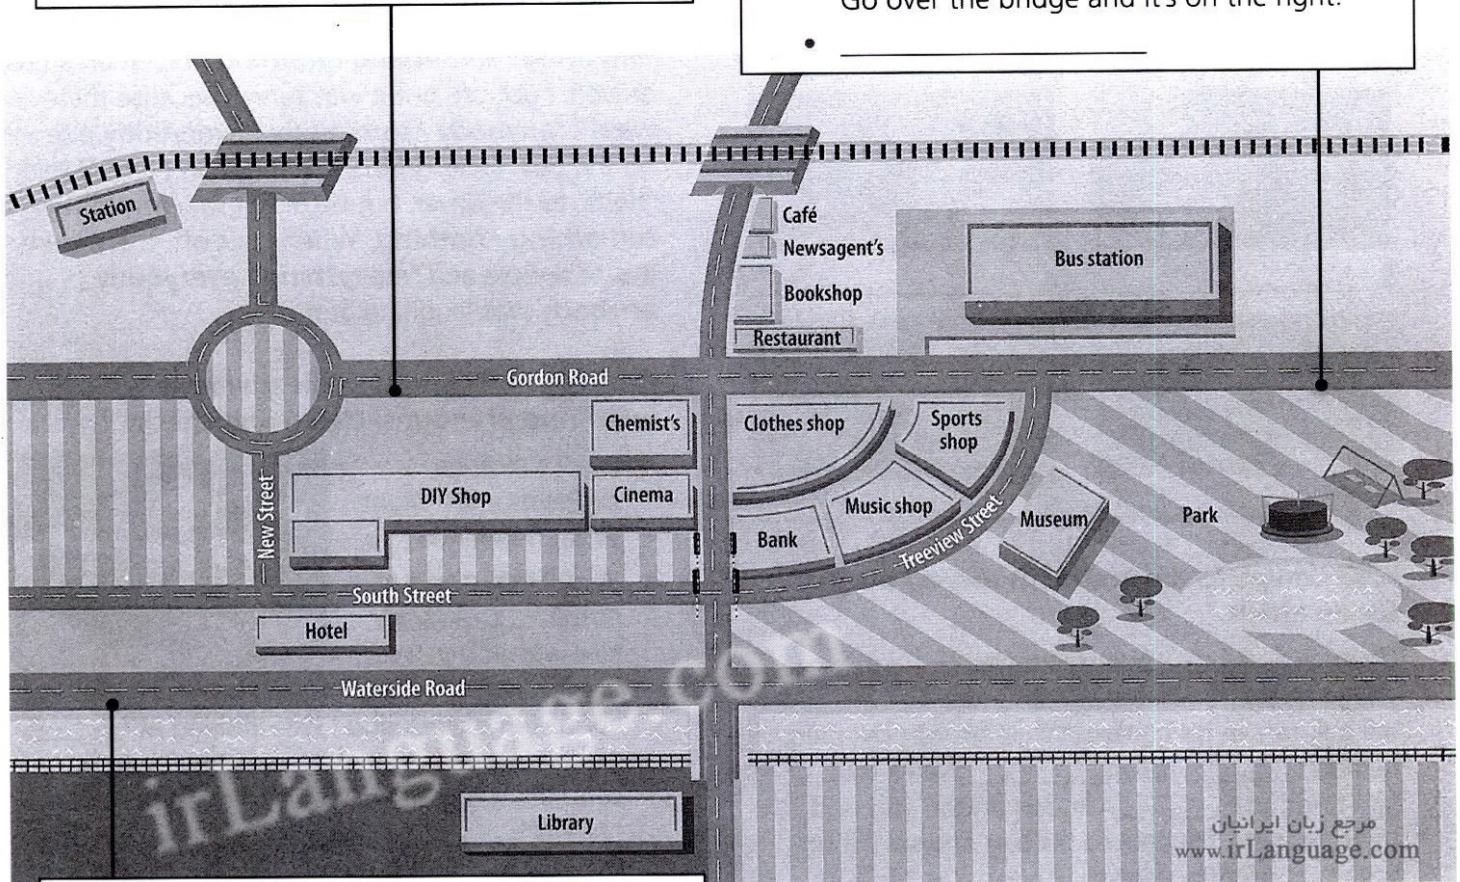 Go over the bridge and it's on the right.
•
Station
Café
Newsagent's
Bookshop
Restaurant
Bus station
Gordon Road
Chemist's
Clothes shop
Sports
shop
DIY Shop
Cinema
Music shop
Bank
New Street
Treeview Street
Museum
Park
South Street
Hotel
Waterside Road
irLanguage.com
Library
مرجع زبان ایرانیان
www.irLanguage.com